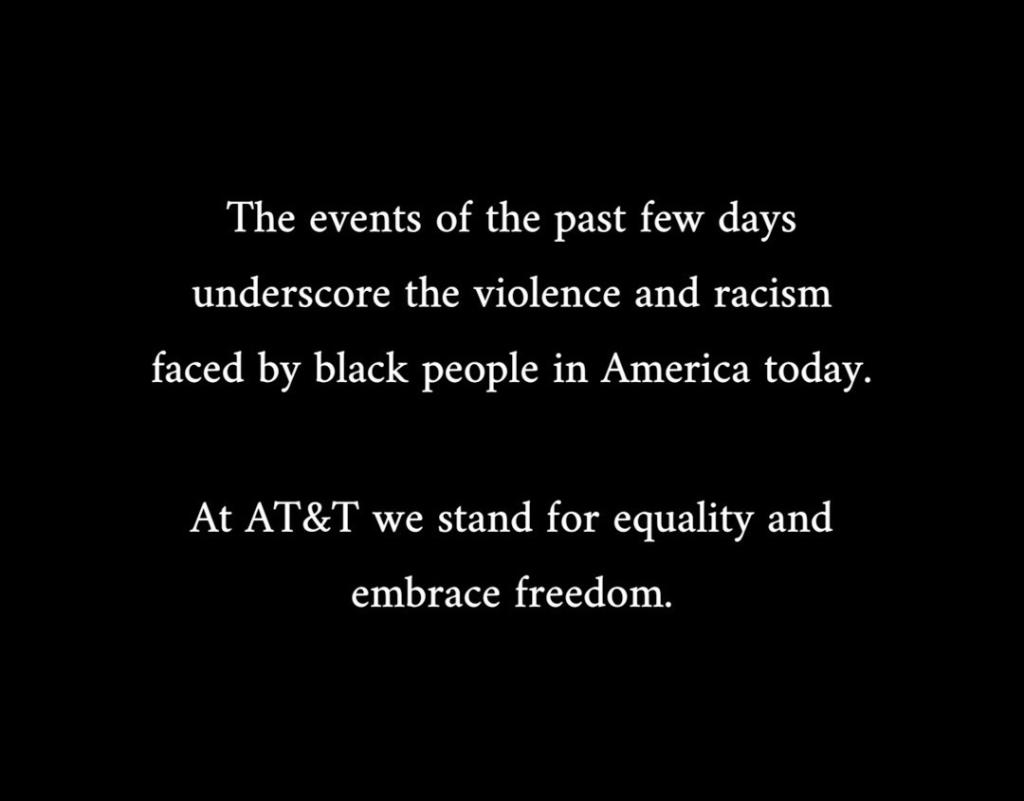 The events of the past few days
underscore the violence and racism
faced by black people in America today.
At AT&T we stand for equality and
embrace freedom.